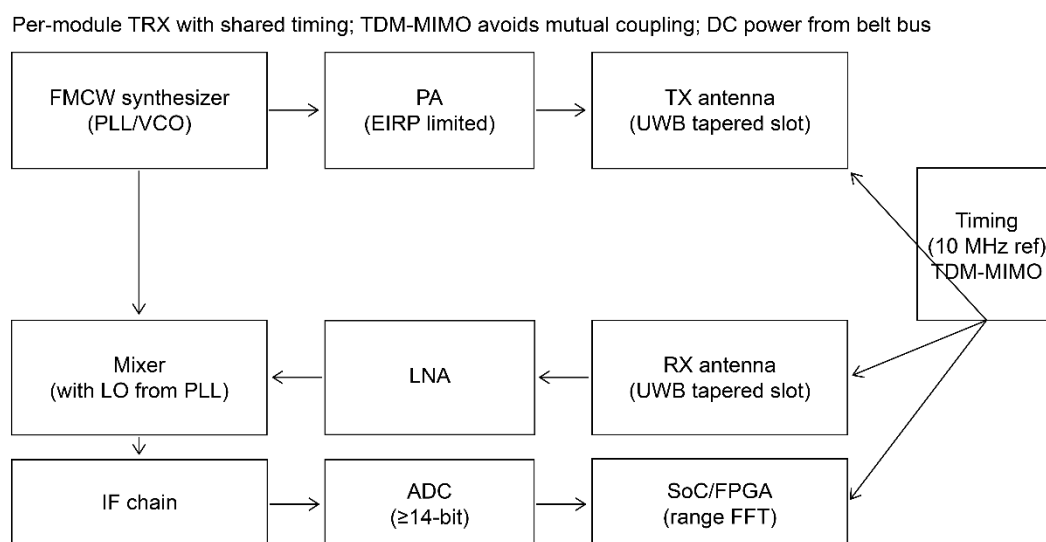 Per-module TRX with shared timing; TDM-MIMO avoids mutual coupling; DC power from belt bus
FMCW synthesizer
(PLL/VCO)
PA
(EIRP limited)
TX antenna
(UWB tapered slot)
Timing
(10 MHz ref)
TDM-MIMO
Mixer
(with LO from PLL)
LNA
RX antenna
(UWB tapered slot)
IF chain
ADC
(≥14-bit)
SoC/FPGA
(range FFT)